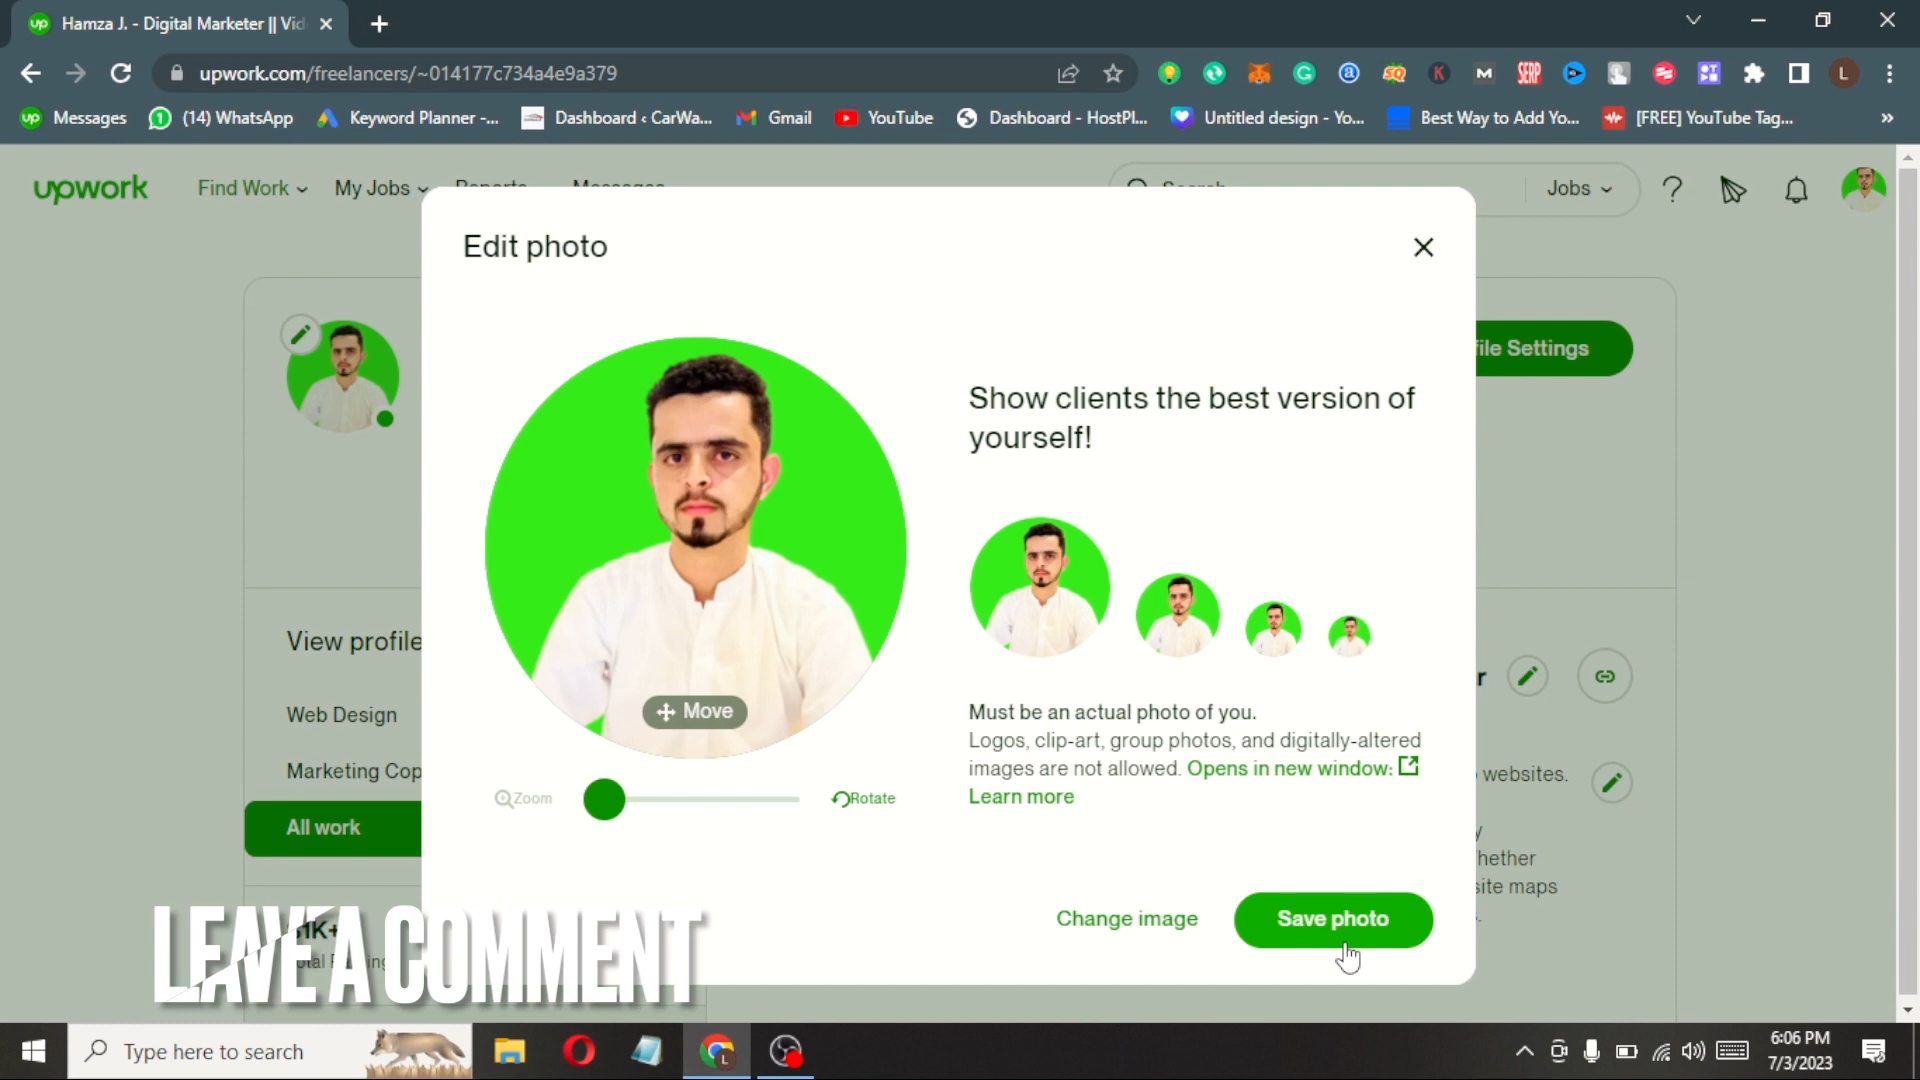 Hamza J. - Digital Marketer || Vid
upwork.com/freelancers/~014177c734a4e9a379
SERP
L
up Messages
(14) WhatsApp
Keyword Planner -...
Dashboard ‹ CarWa...
Gmail
YouTube
Dashboard - HostPl...
Untitled design - Yo...
Best Way to Add Yo...
[FREE] YouTube Tag...
»
upwork
Find Work
My Jobs
Reports
Messages
Search
Jobs
Edit photo
ile Settings
Show clients the best version of
yourself!
View profile
Move
Must be an actual photo of you.
Logos, clip-art, group photos, and digitally-altered
images are not allowed. Opens in new window:
Learn more
Web Design
Marketing Cop
All work
Zoom
Rotate
r
websites.
hether
site maps
Change image
Save photo
LEAVE A COMMENT
Type here to search
6:06 PM
7/3/2023